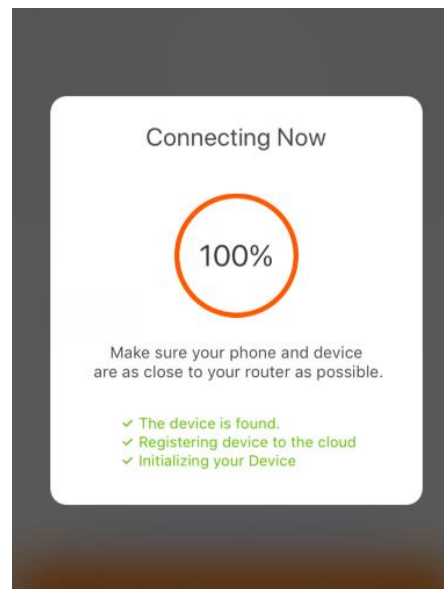 Connecting Now
100%
Make sure your phone and device
are as close to your router as possible.
✓ The device is found.
✓ Registering device to the cloud
✓ Initializing your Device